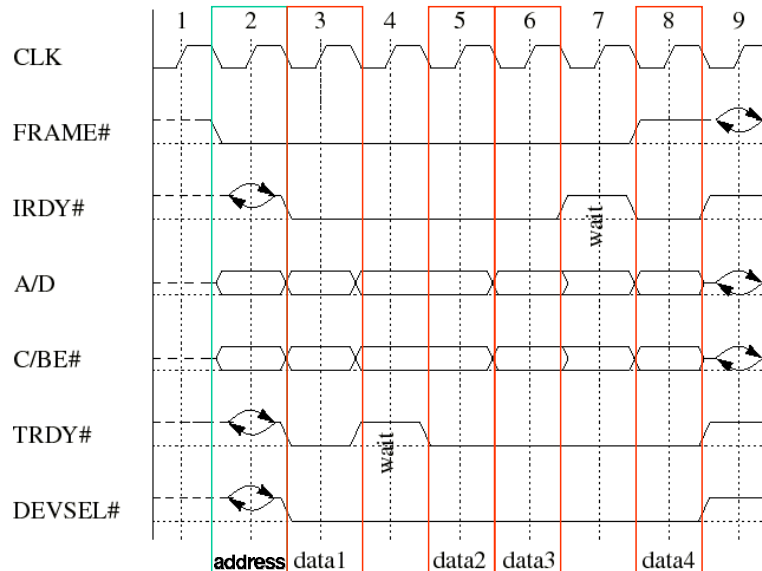 1 2 3 4 5 6 7 8 9
CLK
FRAME#
IRDY#
wait
A/D
C/BE#
TRDY#
wait
DEVSEL#
address data1 data2 data3 data4